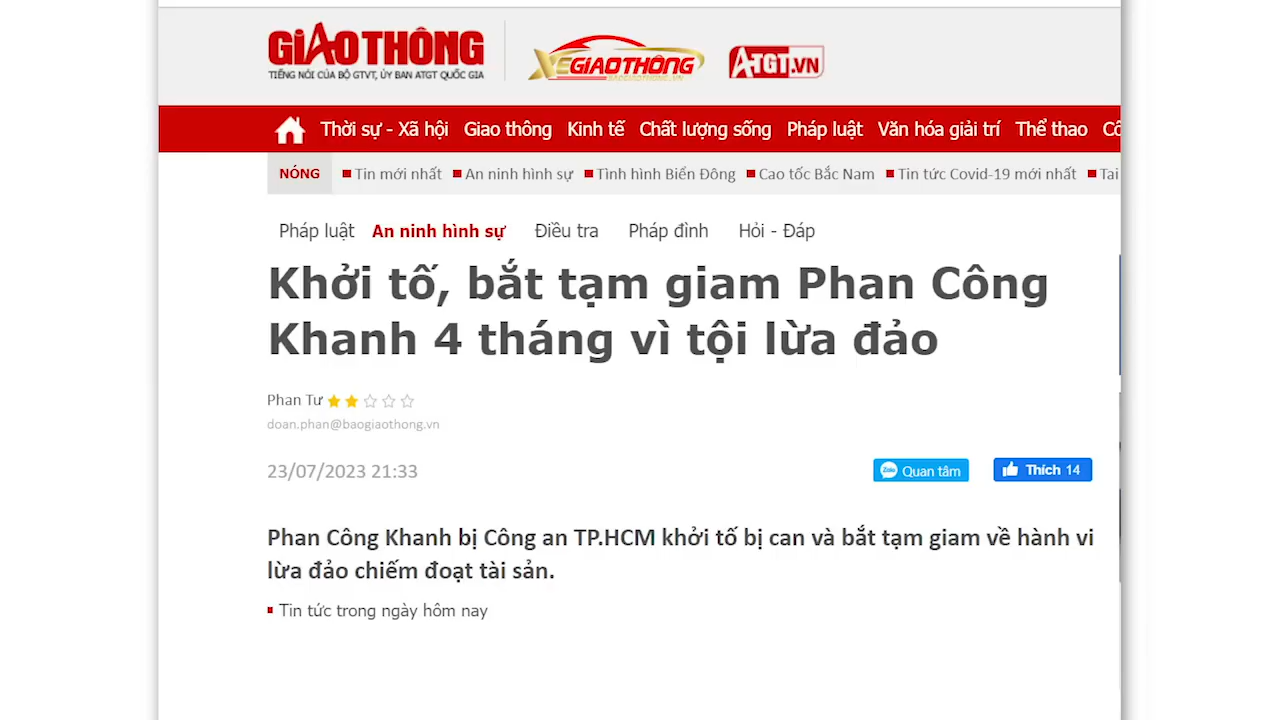 GIAO THÔNG
TIẾNG NÓI CỦA BỘ GTVT, ỦY BAN ATGT QUỐC GIA
XEGIAOTHÔNG
BAOGIAOTHONG.VN
ATGT.VN
Thời sự - Xã hội Giao thông Kinh tế Chất lượng sống Pháp luật Văn hóa giải trí Thể thao Cô
NÓNG Tin mới nhất An ninh hình sự Tình hình Biển Đông Cao tốc Bắc Nam Tin tức Covid-19 mới nhất Tai
Pháp luật An ninh hình sự Điều tra Pháp đình Hỏi - Đáp
Khởi tố, bắt tạm giam Phan Công
Khanh 4 tháng vì tội lừa đảo
Phan Tư
doan.phan@baogiaothong.vn
23/07/2023 21:33
Zalo Quan tâm Thích 14
Phan Công Khanh bị Công an TP.HCM khởi tố bị can và bắt tạm giam về hành vi
lừa đảo chiếm đoạt tài sản.
Tin tức trong ngày hôm nay